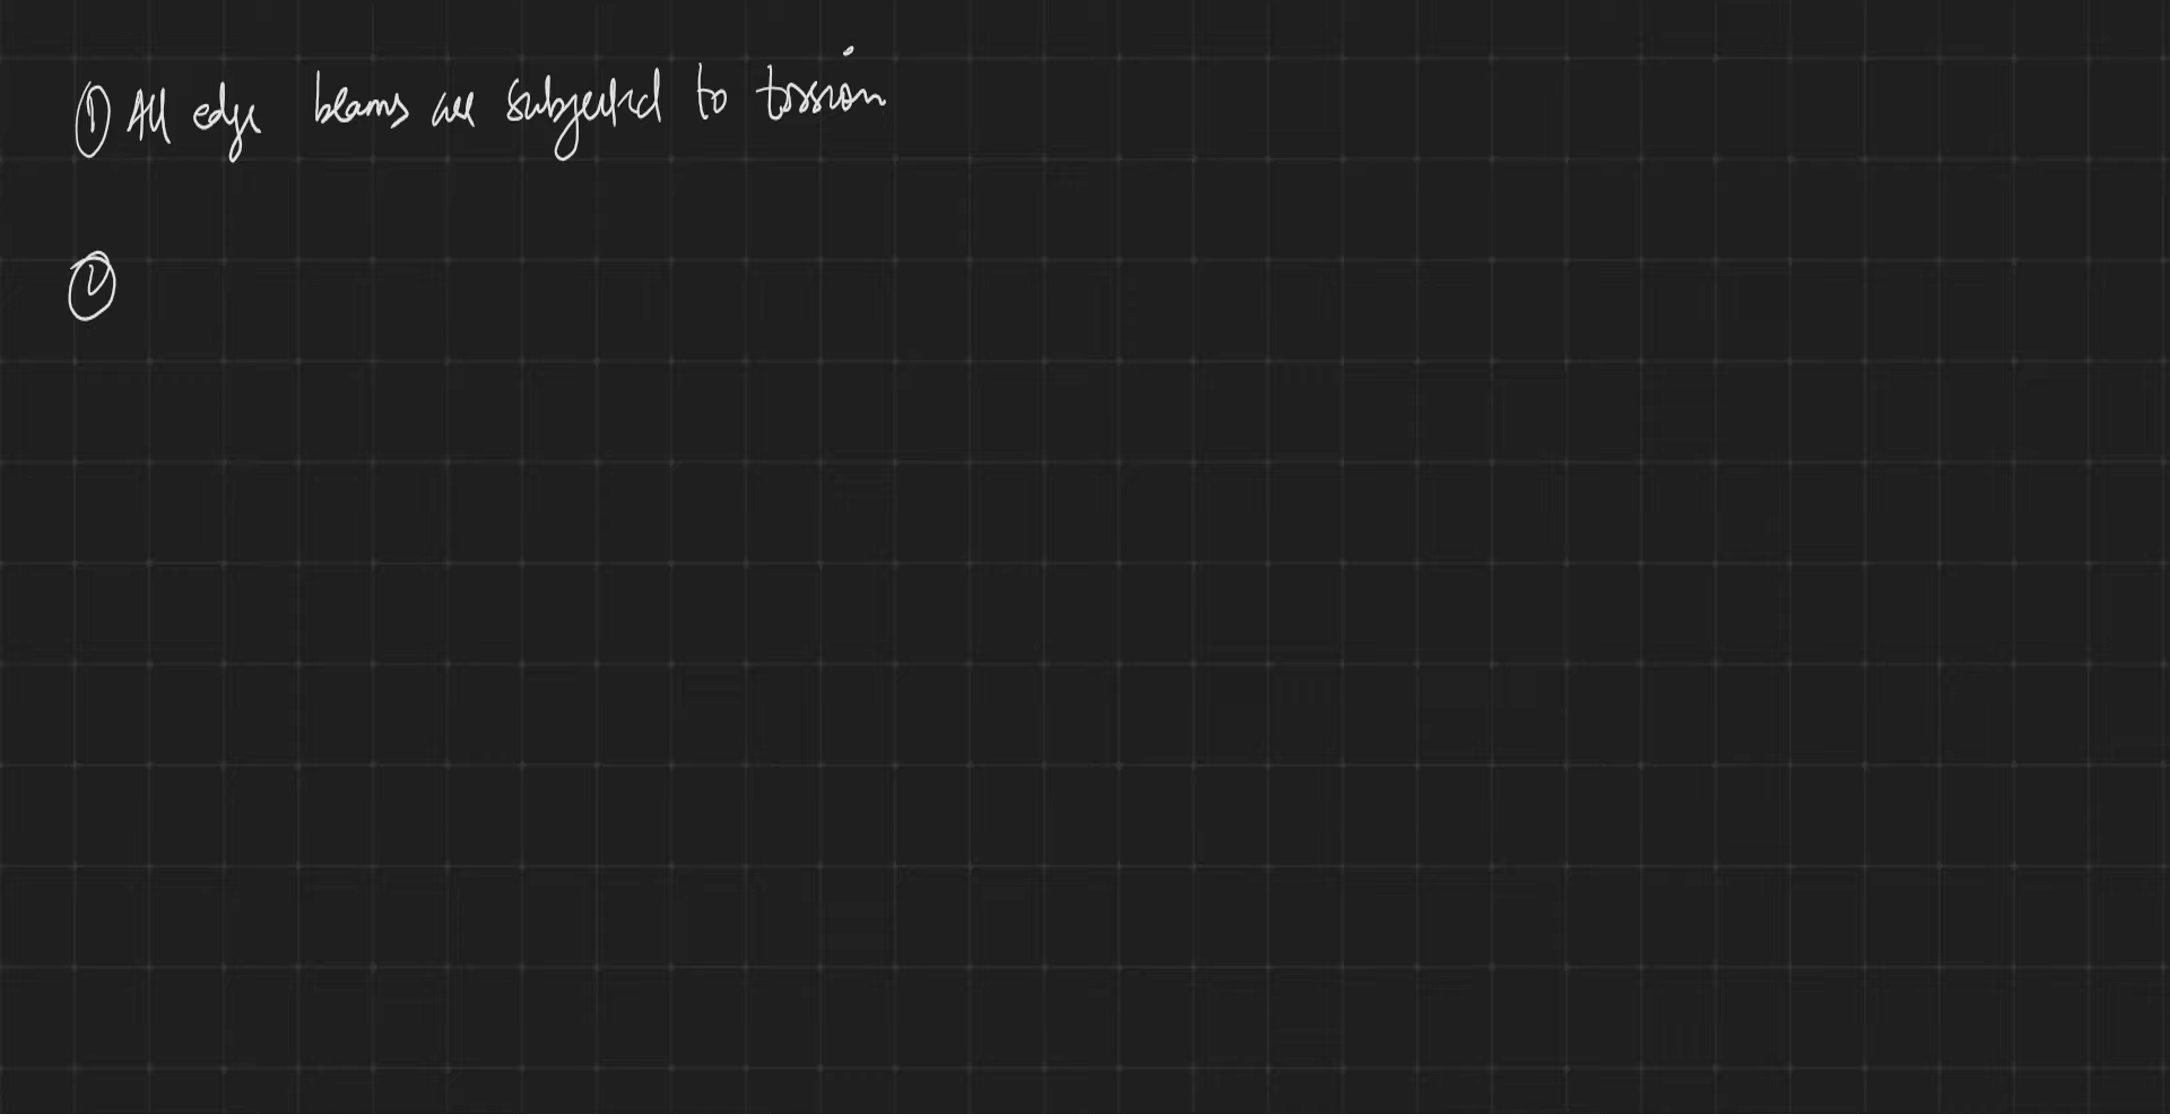 ① All edge beams are subjected to torsion
②